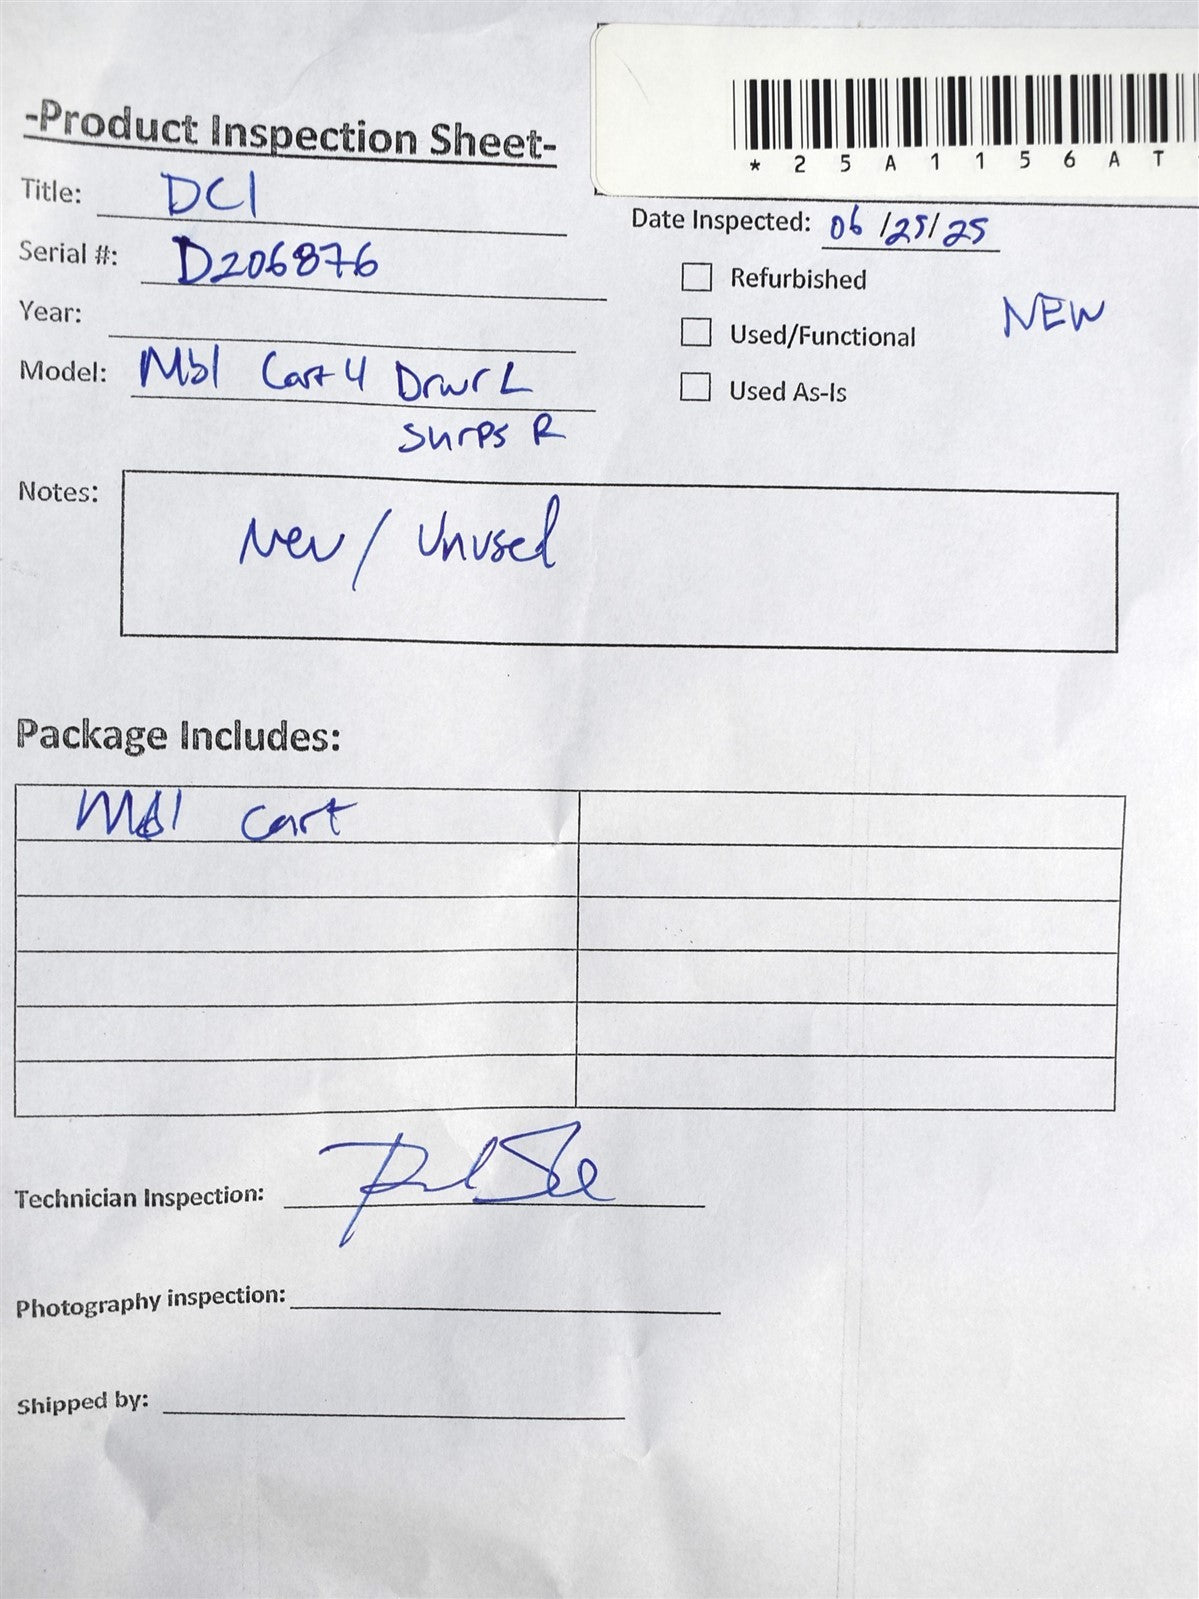 *25A1156AT
-Product Inspection Sheet-
Title: DCI
Date Inspected: 06/25/25
Serial #: D206876
Refurbished
NEW
Year:
Used/Functional
Model: Mbl Cart 4 Drwr L
Used As-Is
Shrps R
Notes: New / Unused
Package Includes:
Mbl Cart
Technician Inspection:
Photography inspection:
Shipped by: